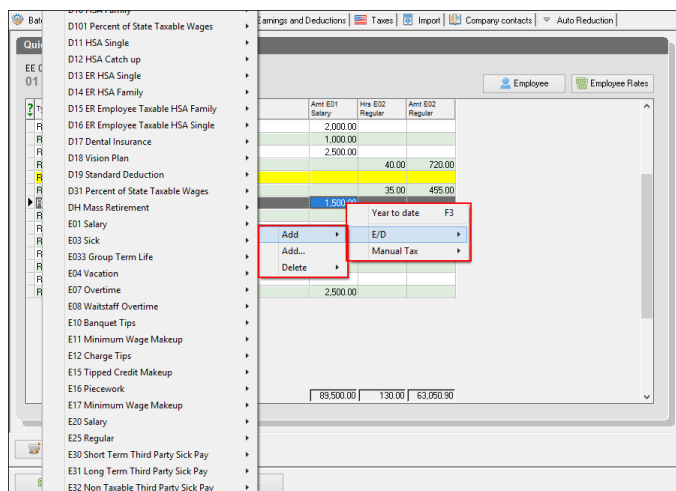 Bat
Earnings and Deductions
Taxes
Import
Company contacts
Auto Reduction
Qui
EE C
01
Employee
Employee Rates
Amt E01 Salary
Hrs E02 Regular
Amt E02 Regular
2,000.00
1,000.00
2,500.00
40.00 720.00
35.00 455.00
1,500.00
2,500.00
89,500.00 130.00 63,050.90
D101 Percent of State Taxable Wages
D11 HSA Single
D12 HSA Catch up
D13 ER HSA Single
D14 ER HSA Family
D15 ER Employee Taxable HSA Family
D16 ER Employee Taxable HSA Single
D17 Dental Insurance
D18 Vision Plan
D19 Standard Deduction
D31 Percent of State Taxable Wages
DH Mass Retirement
E01 Salary
E03 Sick
E033 Group Term Life
E04 Vacation
E07 Overtime
E08 Waitstaff Overtime
E10 Banquet Tips
E11 Minimum Wage Makeup
E12 Charge Tips
E15 Tipped Credit Makeup
E16 Piecework
E17 Minimum Wage Makeup
E20 Salary
E25 Regular
E30 Short Term Third Party Sick Pay
E31 Long Term Third Party Sick Pay
E32 Non Taxable Third Party Sick Pay
Add
Add...
Delete
Year to date F3
E/D
Manual Tax